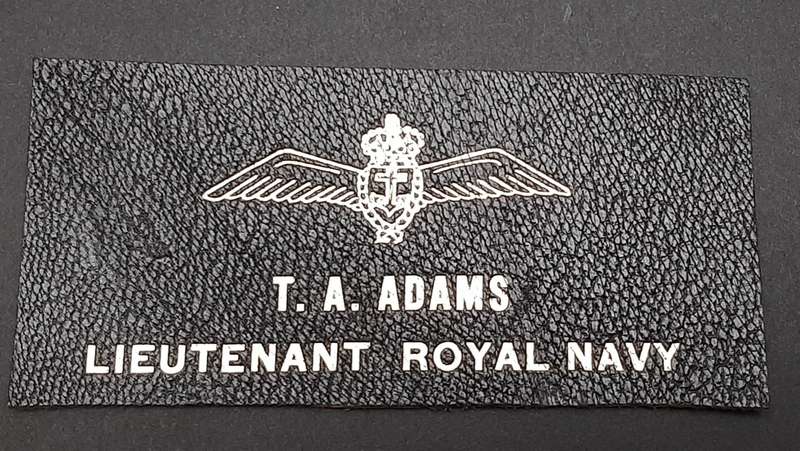 T. A. ADAMS
LIEUTENANT ROYAL NAVY